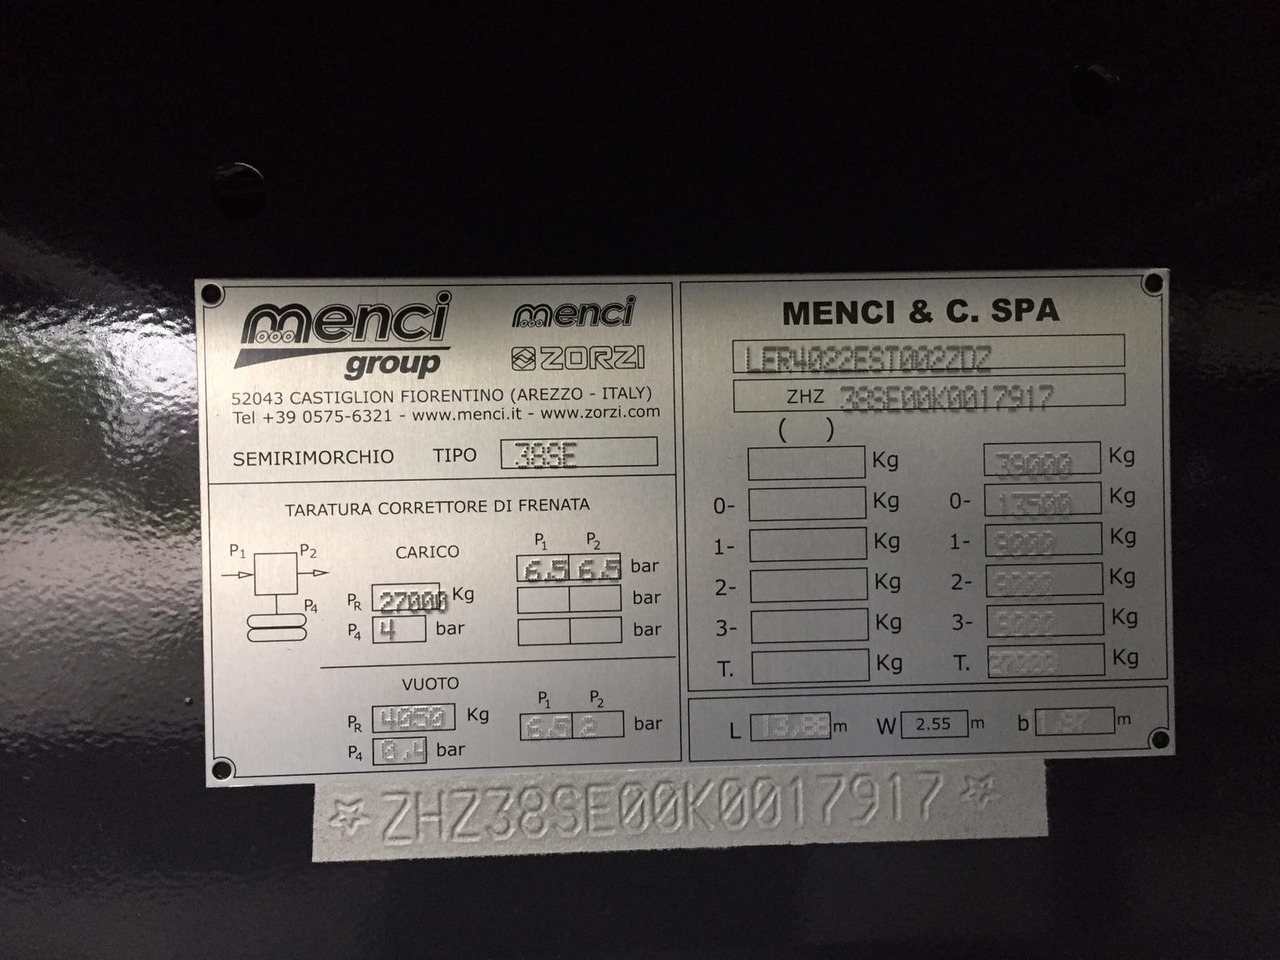 menci
group
menci
ZORZI
52043 CASTIGLION FIORENTINO (AREZZO - ITALY)
Tel +39 0575-6321 - www.menci.it - www.zorzi.com
SEMIRIMORCHIO TIPO 38SE
TARATURA CORRETTORE DI FRENATA
P1 P2
P4
CARICO
PR 27000 Kg
P4 4 bar
P1 P2
6.5 6.5 bar
bar
bar
VUOTO
PR 4050 Kg
P4 0,4 bar
P1 P2
6.5 2 bar
MENCI & C. SPA
ZHZ 38SE00K0017917
( )
Kg 39000 Kg
0- Kg 0- 13500 Kg
1- Kg 1- 9000 Kg
2- Kg 2- 9000 Kg
3- Kg 3- 9000 Kg
T. Kg T. 27000 Kg
L m W 2.55 m b m
☆ZHZ38SE00K0017917☆